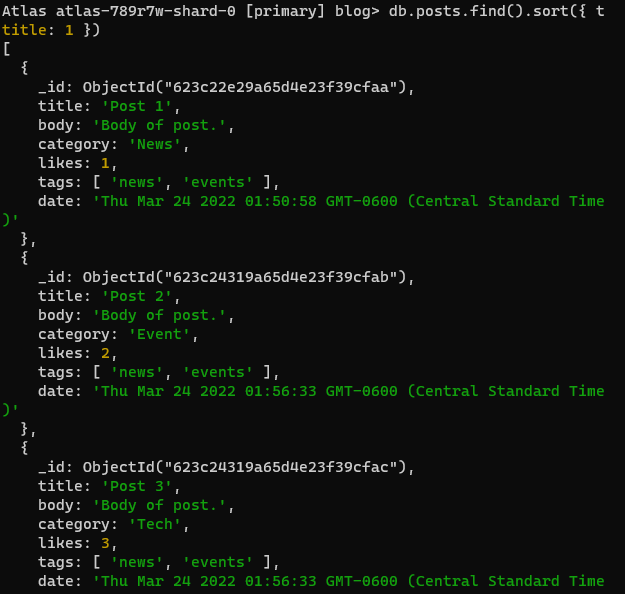 Atlas atlas-789r7w-shard-0 [primary] blog> db.posts.find().sort({ t
title: 1 })
[
  {
    _id: ObjectId("623c22e29a65d4e23f39cfaa"),
    title: 'Post 1',
    body: 'Body of post.',
    category: 'News',
    likes: 1,
    tags: [ 'news', 'events' ],
    date: 'Thu Mar 24 2022 01:50:58 GMT-0600 (Central Standard Time
)'
  },
  {
    _id: ObjectId("623c24319a65d4e23f39cfab"),
    title: 'Post 2',
    body: 'Body of post.',
    category: 'Event',
    likes: 2,
    tags: [ 'news', 'events' ],
    date: 'Thu Mar 24 2022 01:56:33 GMT-0600 (Central Standard Time
)'
  },
  {
    _id: ObjectId("623c24319a65d4e23f39cfac"),
    title: 'Post 3',
    body: 'Body of post.',
    category: 'Tech',
    likes: 3,
    tags: [ 'news', 'events' ],
    date: 'Thu Mar 24 2022 01:56:33 GMT-0600 (Central Standard Time